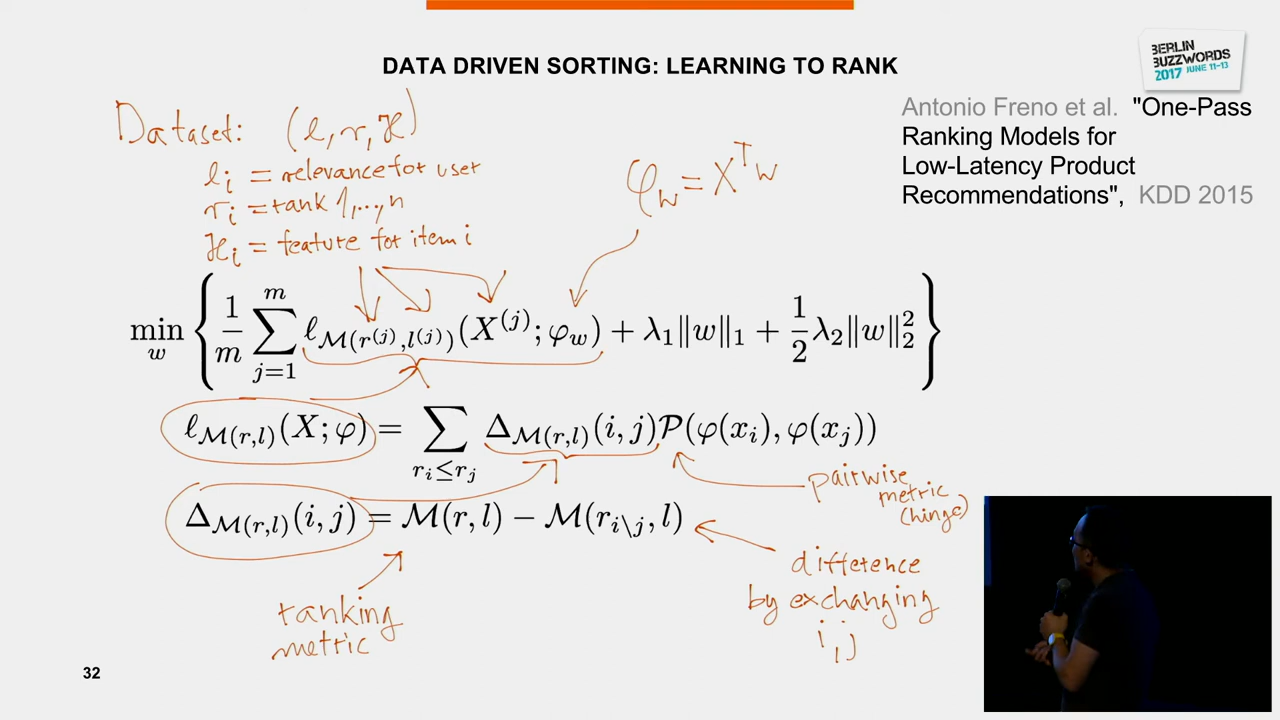 DATA DRIVEN SORTING: LEARNING TO RANK
BERLIN
BUZZWORDS
2017 JUNE 11-13
Antonio Freno et al. "One-Pass
Ranking Models for
Low-Latency Product
Recommendations", KDD 2015
Dataset: (l, r, X)
l_i = relevance for user
r_i = rank 1,...,n
x_i = feature for item i
φ_w = X^T w
min_w { 1/m ∑_{j=1}^{m} ℓ_{M(r^{(j)}, l^{(j)})}(X^{(j)}; φ_w) + λ_1‖w‖_1 + 1/2 λ_2‖w‖_2^2 }
ℓ_{M(r,l)}(X; φ) = ∑_{r_i ≤ r_j} Δ_{M(r,l)}(i, j) P(φ(x_i), φ(x_j))
pairwise
metric
(hinge)
Δ_{M(r,l)}(i, j) = M(r, l) − M(r_{i\j}, l)
difference
by exchanging
i, j
ranking
metric
32